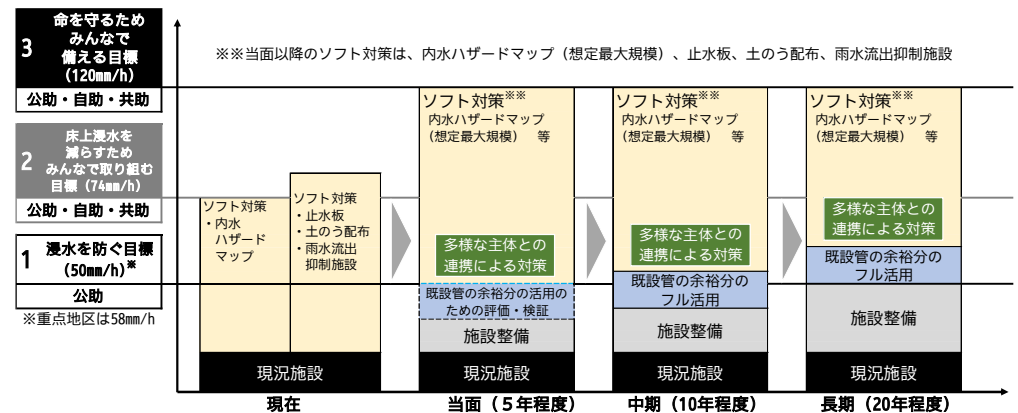 3
命を守るため
みんなで
備える目標
(120mm/h)
公助・自助・共助
2
床上浸水を
減らすため
みんなで取り組む
目標（74mm/h）
公助・自助・共助
1
浸水を防ぐ目標
(50mm/h)※
公助
※重点地区は58mm/h
※※当面以降のソフト対策は、内水ハザードマップ（想定最大規模）、止水板、土のう配布、雨水流出抑制施設
ソフト対策
・内水
ハザード
マップ
ソフト対策
・止水板
・土のう配布
・雨水流出
抑制施設
現況施設
現在
ソフト対策※※
内水ハザードマップ
(想定最大規模)　等
多様な主体との
連携による対策
既設管の余裕分の活用の
ための評価・検証
施設整備
現況施設
当面（５年程度）
ソフト対策※※
内水ハザードマップ
(想定最大規模)　等
多様な主体との
連携による対策
既設管の余裕分の
フル活用
施設整備
現況施設
中期（10年程度）
ソフト対策※※
内水ハザードマップ
(想定最大規模)　等
多様な主体との
連携による対策
既設管の余裕分の
フル活用
施設整備
現況施設
長期（20年程度）